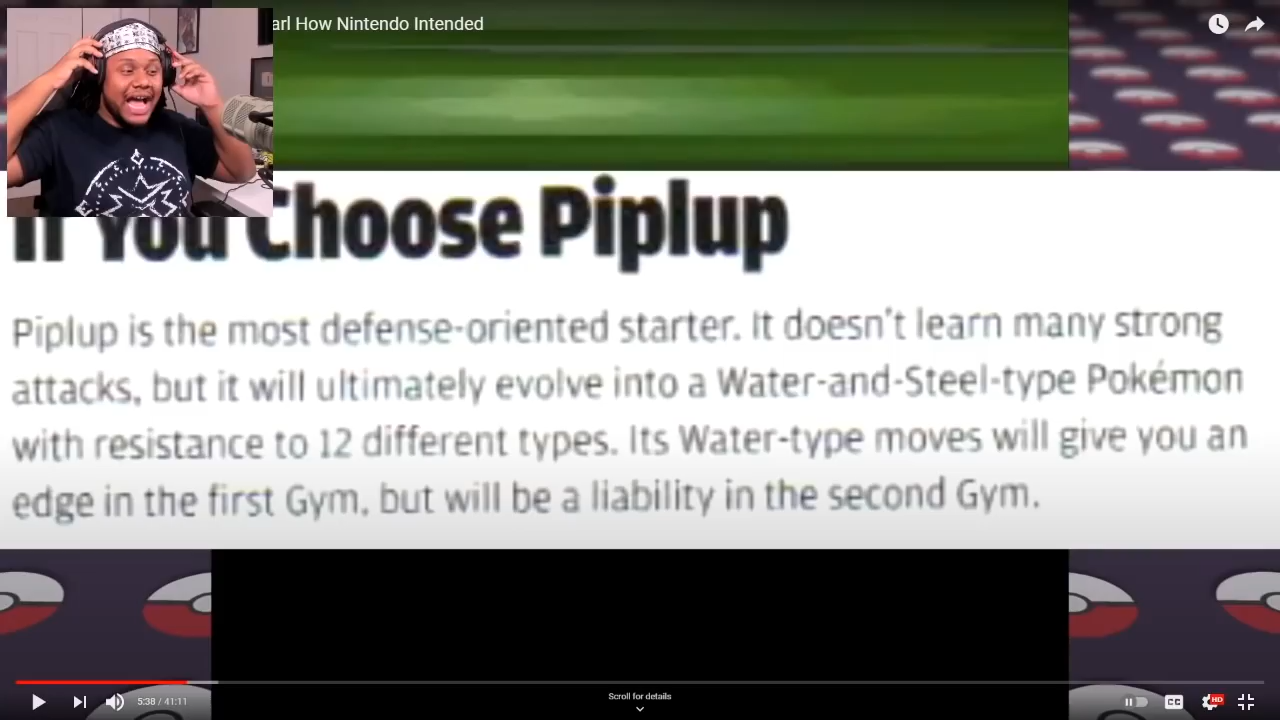 arl How Nintendo Intended
If You Choose Piplup
Piplup is the most defense-oriented starter. It doesn't learn many strong
attacks, but it will ultimately evolve into a Water-and-Steel-type Pokémon
with resistance to 12 different types. Its Water-type moves will give you an
edge in the first Gym, but will be a liability in the second Gym.
5:38 / 41:11
Scroll for details
CC
HD